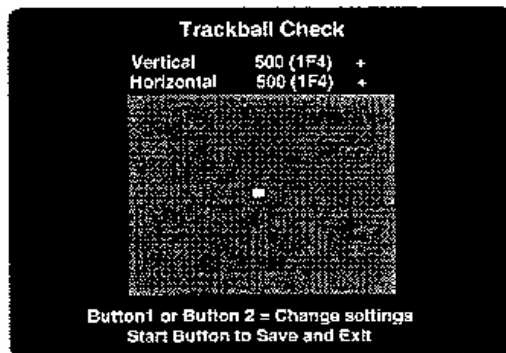 Trackball Check
Vertical 500 (1F4) +
Horizontal 500 (1F4) +
Button1 or Button 2 = Change settings
Start Button to Save and Exit